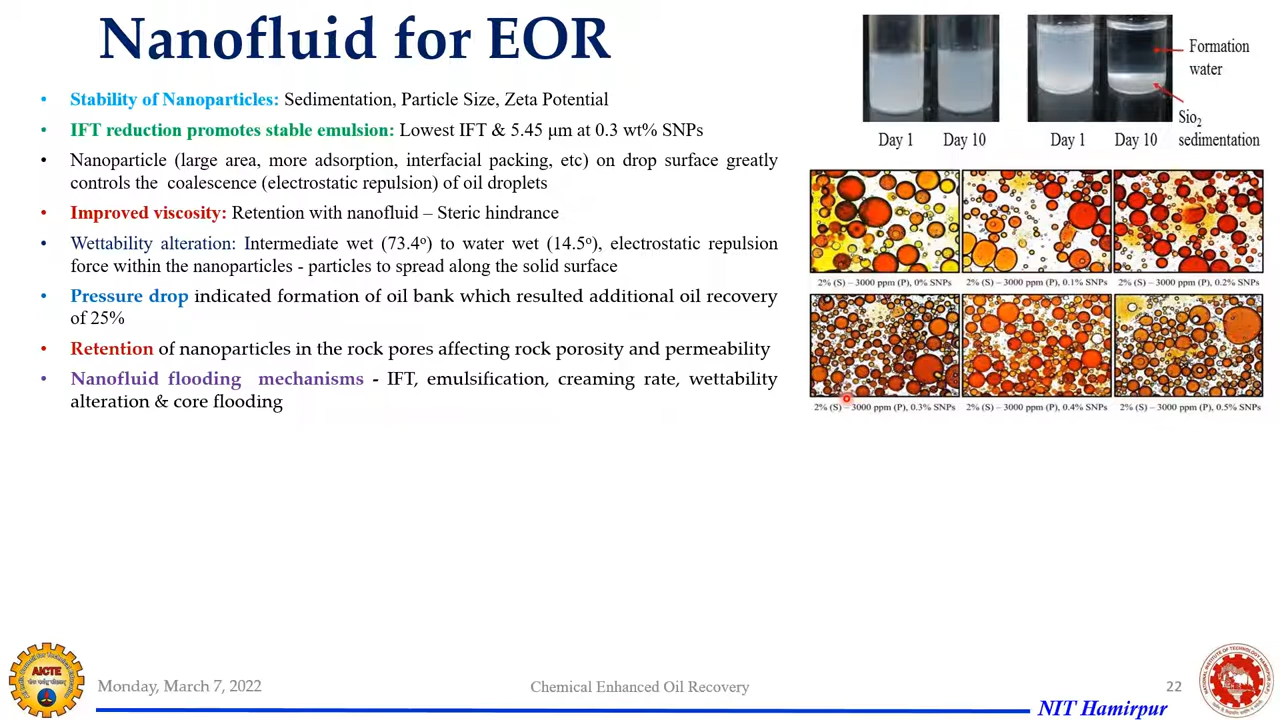 Nanofluid for EOR
• Stability of Nanoparticles: Sedimentation, Particle Size, Zeta Potential
• IFT reduction promotes stable emulsion: Lowest IFT & 5.45 μm at 0.3 wt% SNPs
• Nanoparticle (large area, more adsorption, interfacial packing, etc) on drop surface greatly
controls the coalescence (electrostatic repulsion) of oil droplets
• Improved viscosity: Retention with nanofluid – Steric hindrance
• Wettability alteration: Intermediate wet (73.4º) to water wet (14.5º), electrostatic repulsion
force within the nanoparticles - particles to spread along the solid surface
• Pressure drop indicated formation of oil bank which resulted additional oil recovery
of 25%
• Retention of nanoparticles in the rock pores affecting rock porosity and permeability
• Nanofluid flooding mechanisms - IFT, emulsification, creaming rate, wettability
alteration & core flooding
Formation
water
Sio2
sedimentation
Day 1 Day 10 Day 1 Day 10
2% (S) – 3000 ppm (P), 0% SNPs 2% (S) – 3000 ppm (P), 0.1% SNPs 2% (S) – 3000 ppm (P), 0.2% SNPs
2% (S) – 3000 ppm (P), 0.3% SNPs 2% (S) – 3000 ppm (P), 0.4% SNPs 2% (S) – 3000 ppm (P), 0.5% SNPs
AICTE
Monday, March 7, 2022 Chemical Enhanced Oil Recovery 22
NIT Hamirpur